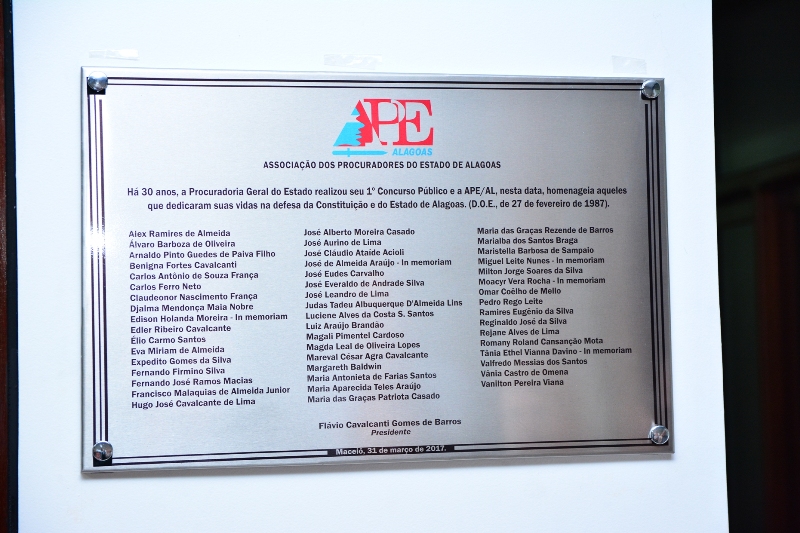 APE
ALAGOAS
ASSOCIAÇÃO DOS PROCURADORES DO ESTADO DE ALAGOAS
Há 30 anos, a Procuradoria Geral do Estado realizou seu 1º Concurso Público e a APE/AL, nesta data, homenageia aqueles
que dedicaram suas vidas na defesa da Constituição e do Estado de Alagoas. (D.O.E., de 27 de fevereiro de 1987).
Alex Ramires de Almeida
Álvaro Barboza de Oliveira
Arnaldo Pinto Guedes de Paiva Filho
Benigna Fortes Cavalcanti
Carlos Antônio de Souza França
Carlos Ferro Neto
Claudeonor Nascimento França
Djalma Mendonça Maia Nobre
Edison Holanda Moreira - In memoriam
Edler Ribeiro Cavalcante
Élio Carmo Santos
Eva Miriam de Almeida
Expedito Gomes da Silva
Fernando Firmino Silva
Fernando José Ramos Macias
Francisco Malaquias de Almeida Junior
Hugo José Cavalcante de Lima
José Alberto Moreira Casado
José Aurino de Lima
José Cláudio Ataíde Acioli
José de Almeida Araújo - In memoriam
José Eudes Carvalho
José Everaldo de Andrade Silva
José Leandro de Lima
Judas Tadeu Albuquerque D'Almeida Lins
Luciene Alves da Costa S. Santos
Luiz Araújo Brandão
Magali Pimentel Cardoso
Magda Leal de Oliveira Lopes
Mareval César Agra Cavalcante
Margareth Baldwin
Maria Antonieta de Farias Santos
Maria Aparecida Teles Araújo
Maria das Graças Patriota Casado
Maria das Graças Rezende de Barros
Marialba dos Santos Braga
Maristella Barbosa de Sampaio
Miguel Leite Nunes - In memoriam
Milton Jorge Soares da Silva
Moacyr Vera Rocha - In memoriam
Omar Coêlho de Mello
Pedro Rego Leite
Ramires Eugênio da Silva
Reginaldo José da Silva
Rejane Alves de Lima
Romany Roland Cansanção Mota
Tânia Ethel Vianna Davino - In memoriam
Valfredo Messias dos Santos
Vânia Castro de Omena
Vanilton Pereira Viana
Flávio Cavalcanti Gomes de Barros
Presidente
Maceió, 31 de março de 2017.